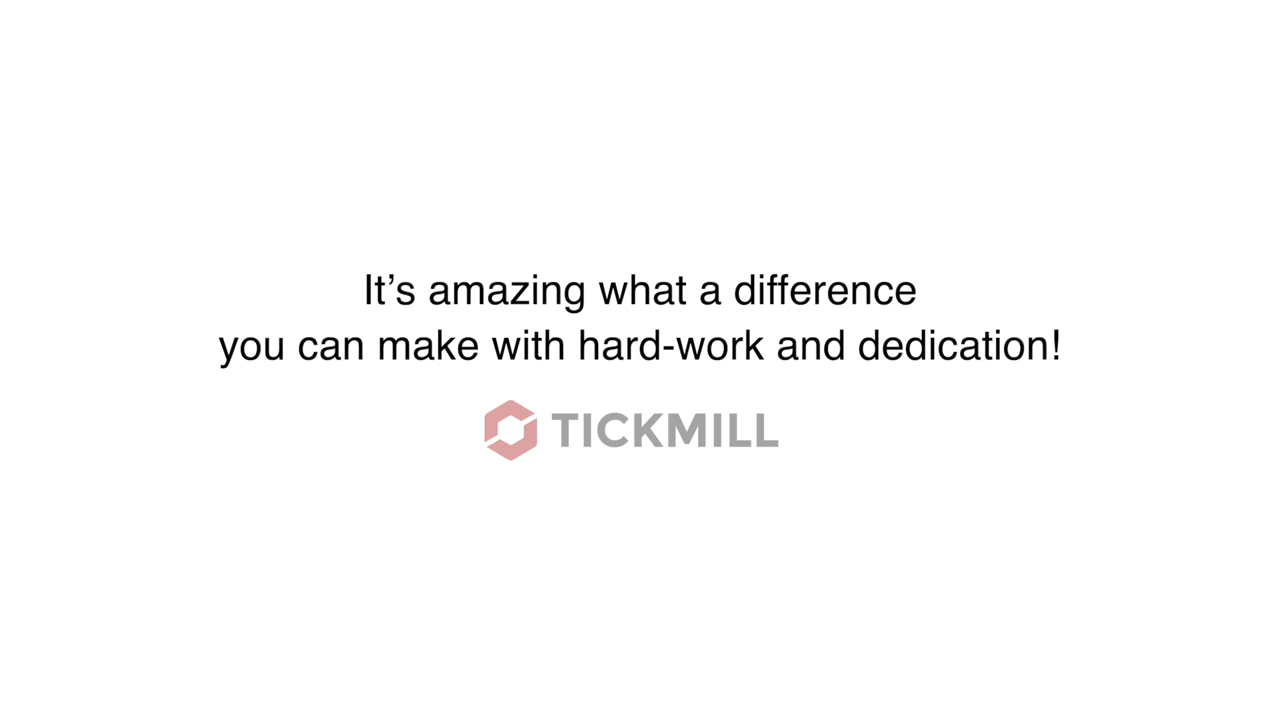 It’s amazing what a difference
you can make with hard-work and dedication!
TICKMILL